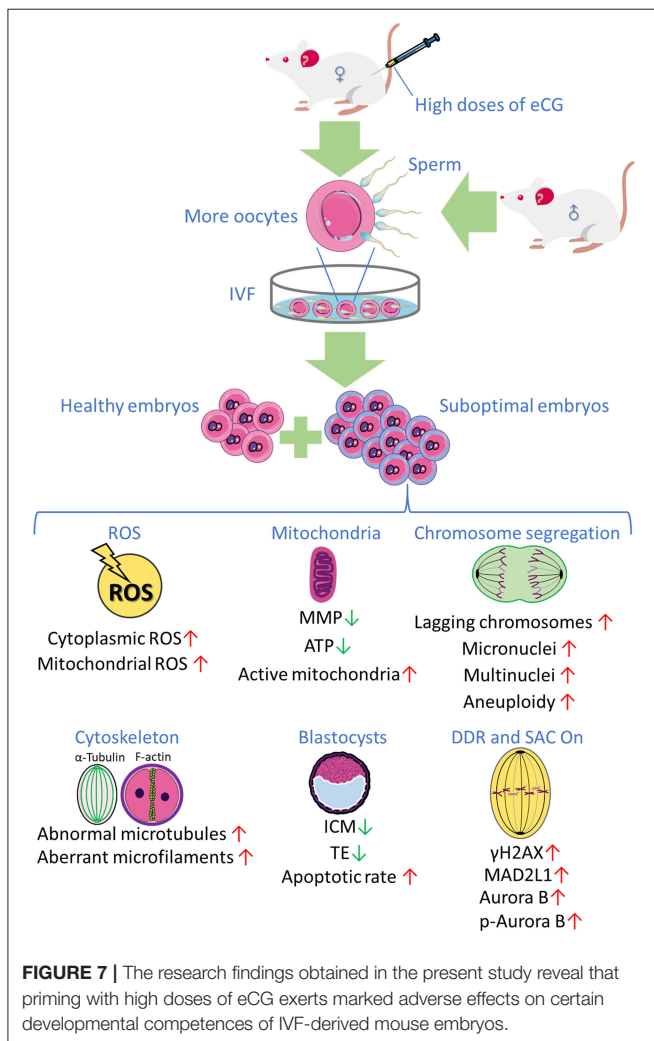 ♀
High doses of eCG
Sperm
More oocytes
♂
IVF
Healthy embryos
Suboptimal embryos
ROS
Mitochondria
Chromosome segregation
ROS
Cytoplasmic ROS↑
Mitochondrial ROS ↑
MMP↓
ATP↓
Active mitochondria↑
Lagging chromosomes ↑
Micronuclei ↑
Multinuclei ↑
Aneuploidy ↑
Cytoskeleton
α-Tubulin F-actin
Abnormal microtubules ↑
Aberrant microfilaments ↑
Blastocysts
ICM↓
TE↓
Apoptotic rate ↑
DDR and SAC On
γH2AX↑
MAD2L1↑
Aurora B↑
p-Aurora B↑
FIGURE 7 | The research findings obtained in the present study reveal that
priming with high doses of eCG exerts marked adverse effects on certain
developmental competences of IVF-derived mouse embryos.